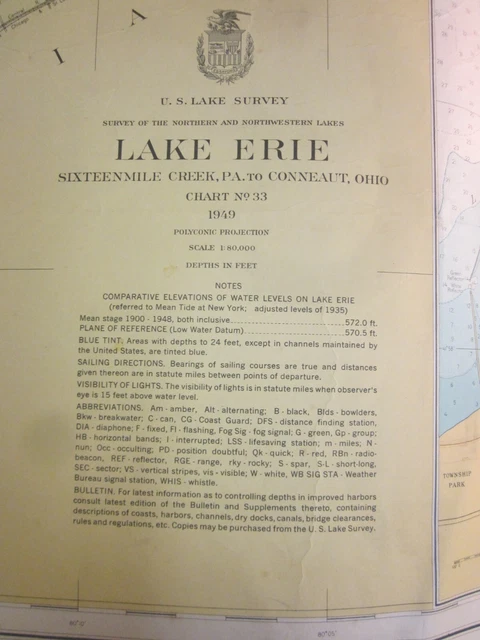 I A
U. S. LAKE SURVEY
SURVEY OF THE NORTHERN AND NORTHWESTERN LAKES
LAKE ERIE
SIXTEENMILE CREEK, PA. TO CONNEAUT, OHIO
CHART Nº 33
1949
POLYCONIC PROJECTION
SCALE 1:80,000
DEPTHS IN FEET
NOTES
COMPARATIVE ELEVATIONS OF WATER LEVELS ON LAKE ERIE
(referred to Mean Tide at New York; adjusted levels of 1935)
Mean stage 1900 - 1948, both inclusive 572.0 ft.
PLANE OF REFERENCE (Low Water Datum) 570.5 ft.
BLUE TINT: Areas with depths to 24 feet, except in channels maintained by
the United States, are tinted blue.
SAILING DIRECTIONS. Bearings of sailing courses are true and distances
given thereon are in statute miles between points of departure.
VISIBILITY OF LIGHTS. The visibility of lights is in statute miles when observer's
eye is 15 feet above water level.
ABBREVIATIONS. Am - amber, Alt - alternating; B - black, Blds - bowlders,
Bkw - breakwater; C - can, CG - Coast Guard; DFS - distance finding station,
DIA - diaphone; F - fixed, Fl - flashing, Fog Sig - fog signal; G - green, Gp - group;
HB - horizontal bands; I - interrupted; LSS - lifesaving station; m - miles; N -
nun; Occ - occulting; PD - position doubtful; Qk - quick; R - red, RBn - radio-
beacon, REF - reflector, RGE - range, rky - rocky; S - spar, S-L - short-long,
SEC - sector; VS - vertical stripes, vis - visible; W - white, WB SIG STA - Weather
Bureau signal station, WHIS - whistle.
BULLETIN. For latest information as to controlling depths in improved harbors
consult latest edition of the Bulletin and Supplements thereto, containing
descriptions of coasts, harbors, channels, dry docks, canals, bridge clearances,
rules and regulations, etc. Copies may be purchased from the U. S. Lake Survey.
TOWNSHIP
PARK